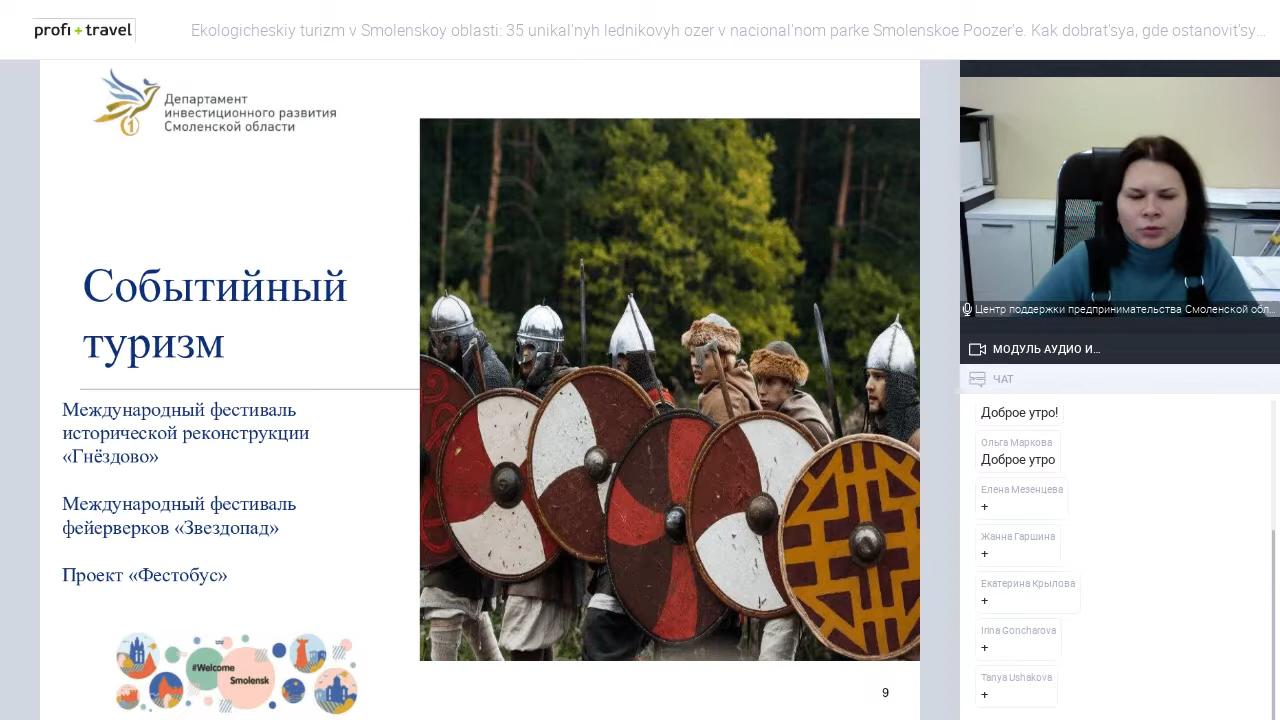 profi + travel
Ekologicheskiy turizm v Smolenskoy oblasti: 35 unikal'nyh lednikovyh ozer v nacional'nom parke Smolenskoe Poozer'e. Kak dobrat'sya, gde ostanovit'sy...
Департамент
инвестиционного развития
Смоленской области
1
Событийный
туризм
Международный фестиваль
исторической реконструкции
«Гнёздово»
Международный фестиваль
фейерверков «Звездопад»
Проект «Фестобус»
#Welcome
Smolensk
9
Центр поддержки предпринимательства Смоленской обл...
МОДУЛЬ АУДИО И...
ЧАТ
Доброе утро!
Ольга Маркова
Доброе утро
Елена Мезенцева
+
Жанна Гаршина
+
Екатерина Крылова
+
Irina Goncharova
+
Tanya Ushakova
+